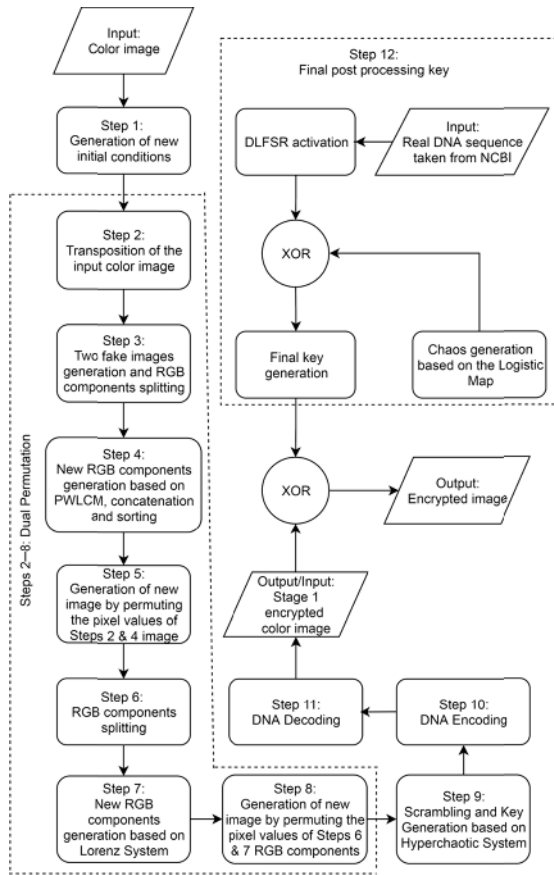 Input:
Color image
Step 1:
Generation of new
initial conditions
Steps 2–8: Dual Permutation
Step 2:
Transposition of the
input color image
Step 3:
Two fake images
generation and RGB
components splitting
Step 4:
New RGB components
generation based on
PWLCM, concatenation
and sorting
Step 5:
Generation of new
image by permuting
the pixel values of
Steps 2 & 4 image
Step 6:
RGB components
splitting
Step 7:
New RGB
components
generation based on
Lorenz System
Step 8:
Generation of new
image by permuting the
pixel values of Steps 6
& 7 RGB components
Step 9:
Scrambling and Key
Generation based on
Hyperchaotic System
Step 10:
DNA Encoding
Step 11:
DNA Decoding
Output/Input:
Stage 1
encrypted
color image
Step 12:
Final post processing key
Input:
Real DNA sequence
taken from NCBI
DLFSR activation
XOR
Chaos generation
based on the Logistic
Map
Final key
generation
XOR
Output:
Encrypted image